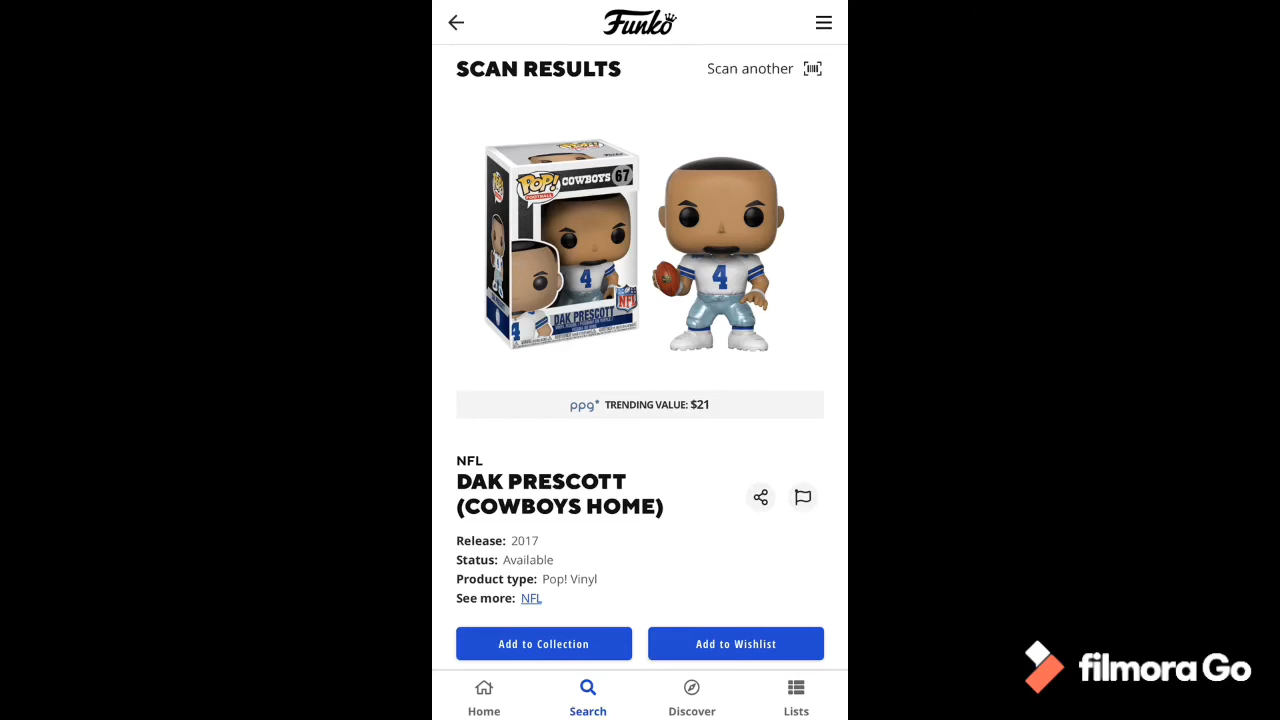 Funko
SCAN RESULTS
Scan another
POP!
FOOTBALL
COWBOYS 67
4
4
NFL
DAK PRESCOTT
4
ppg* TRENDING VALUE: $21
NFL
DAK PRESCOTT
(COWBOYS HOME)
Release: 2017
Status: Available
Product type: Pop! Vinyl
See more: NFL
Add to Collection
Add to Wishlist
Home
Search
Discover
Lists
filmora Go